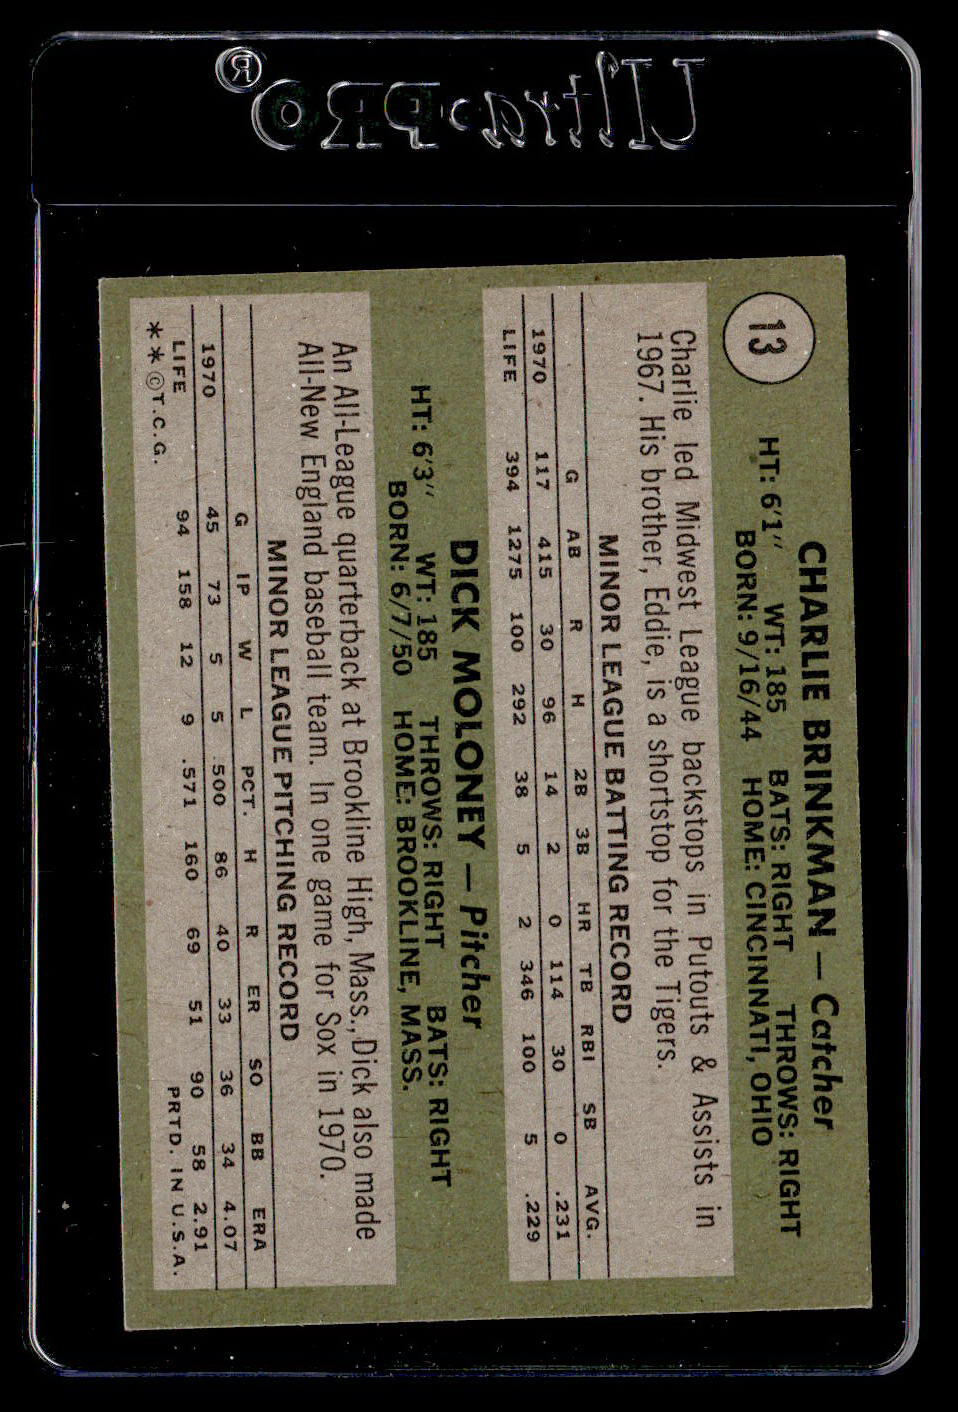 Ultra·PRO®
13
CHARLIE BRINKMAN — Catcher
HT: 6'1" WT: 185 BATS: RIGHT THROWS: RIGHT
BORN: 9/16/44 HOME: CINCINNATI, OHIO
Charlie led Midwest League backstops in Putouts & Assists in
1967. His brother, Eddie, is a shortstop for the Tigers.
MINOR LEAGUE BATTING RECORD
G AB R H 2B 3B HR TB RBI SB AVG.
1970 117 415 30 96 14 2 0 114 30 0 .231
LIFE 394 1275 100 292 38 5 2 346 100 5 .229
DICK MOLONEY — Pitcher
HT: 6'3" WT: 185 THROWS: RIGHT BATS: RIGHT
BORN: 6/7/50 HOME: BROOKLINE, MASS.
An All-League quarterback at Brookline High, Mass., Dick also made
All-New England baseball team. In one game for Sox in 1970.
MINOR LEAGUE PITCHING RECORD
G IP W L PCT. H R ER SO BB ERA
1970 45 73 5 5 .500 86 40 33 36 34 4.07
LIFE 94 158 12 9 .571 160 69 51 90 58 2.91
**©T.C.G. PRTD. IN U.S.A.